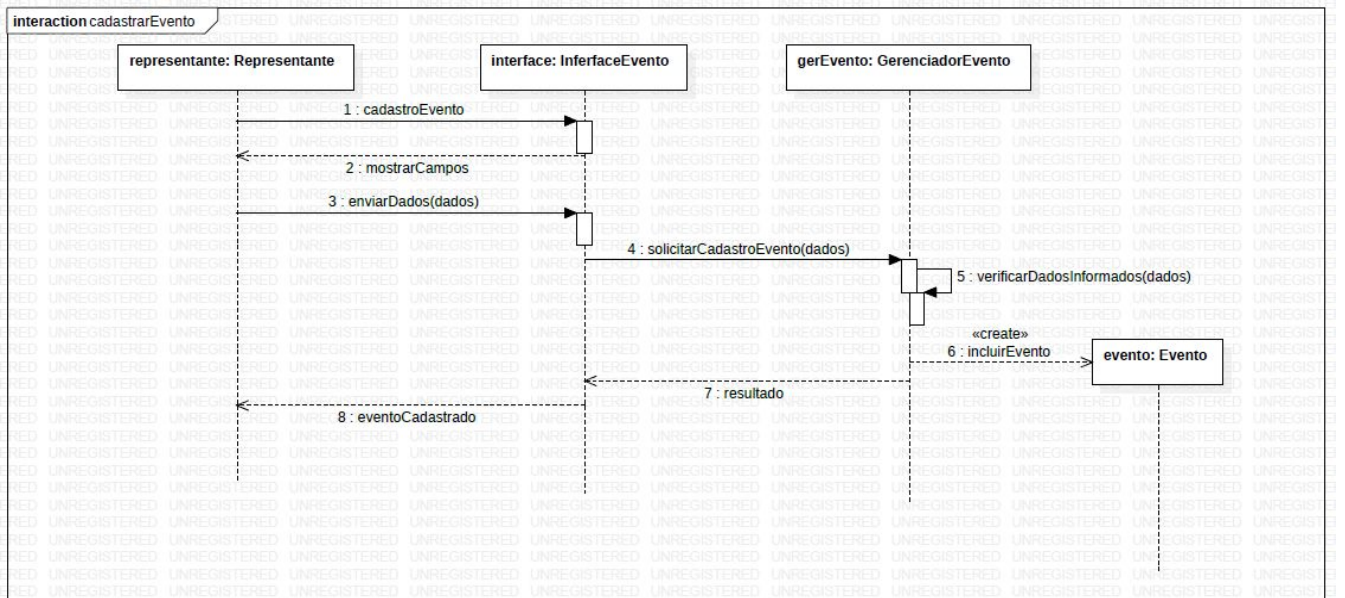 interaction cadastrarEvento
representante: Representante
interface: InferfaceEvento
gerEvento: GerenciadorEvento
1 : cadastroEvento
2 : mostrarCampos
3 : enviarDados(dados)
4 : solicitarCadastroEvento(dados)
5 : verificarDadosInformados(dados)
«create»
6 : incluirEvento
evento: Evento
7 : resultado
8 : eventoCadastrado
UNREGISTERED